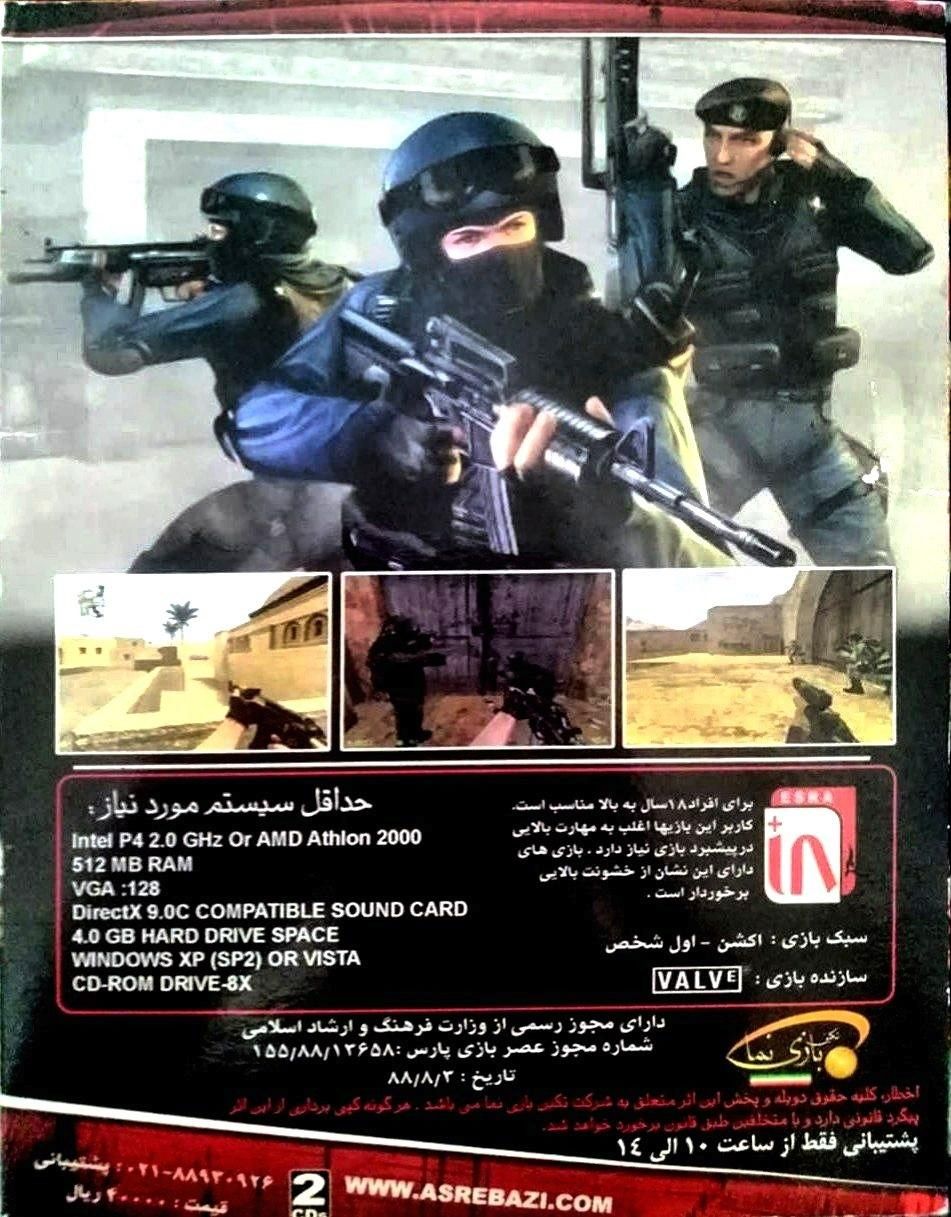 حداقل سیستم مورد نیاز:
Intel P4 2.0 GHz Or AMD Athlon 2000
512 MB RAM
VGA :128
DirectX 9.0C COMPATIBLE SOUND CARD
4.0 GB HARD DRIVE SPACE
WINDOWS XP (SP2) OR VISTA
CD-ROM DRIVE-8X
ESRA
+۱۸
برای افراد ۱۸سال به بالا مناسب است.
کاربر این بازیها اغلب به مهارت بالایی
درپیشبرد بازی نیاز دارد . بازی های
دارای این نشان از خشونت بالایی
برخوردار است .
سبک بازی : اکشن - اول شخص
سازنده بازی : VALVE
دارای مجوز رسمی از وزارت فرهنگ و ارشاد اسلامی
شماره مجوز عصر بازی پارس :۱۵۵/۸۸/۱۳۶۵۸
تاریخ : ۸۸/۸/۳
تکین بازی نما
اخطار، کلیه حقوق دوبله و پخش این اثر متعلق به شرکت تکین بازی نما می باشد . هرگونه کپی برداری از این اثر
پیگرد قانونی دارد و با متخلفین طبق قانون برخورد خواهد شد.
پشتیبانی فقط از ساعت ۱۰ الی ۱۴
پشتیبانی : ۰۲۱-۸۸۹۳۰۹۲۶
قیمت : ۴۰۰۰۰ ریال
2 CDs
WWW.ASREBAZI.COM